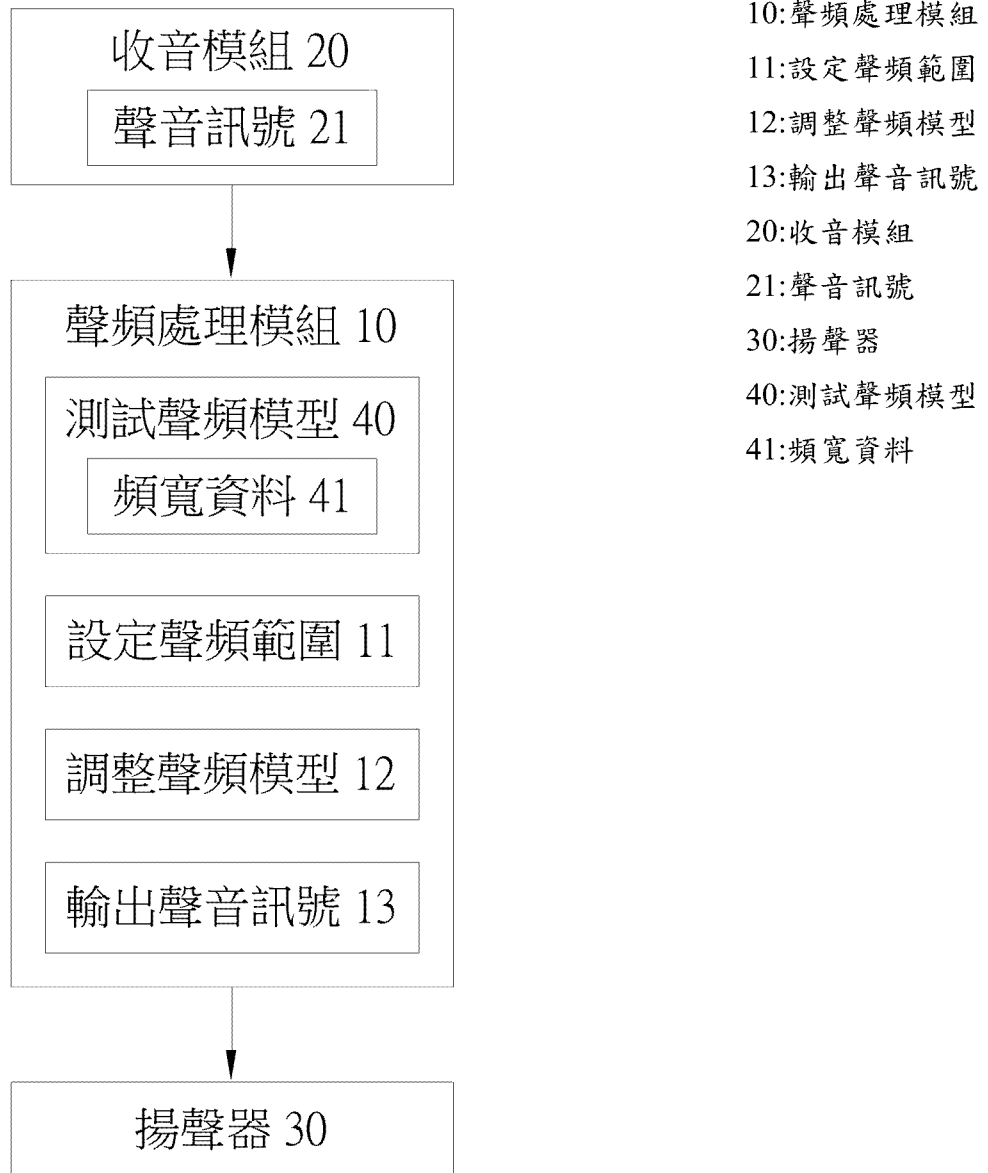 收音模組 20
聲音訊號 21
聲頻處理模組 10
測試聲頻模型 40
頻寬資料 41
設定聲頻範圍 11
調整聲頻模型 12
輸出聲音訊號 13
揚聲器 30
10:聲頻處理模組
11:設定聲頻範圍
12:調整聲頻模型
13:輸出聲音訊號
20:收音模組
21:聲音訊號
30:揚聲器
40:測試聲頻模型
41:頻寬資料